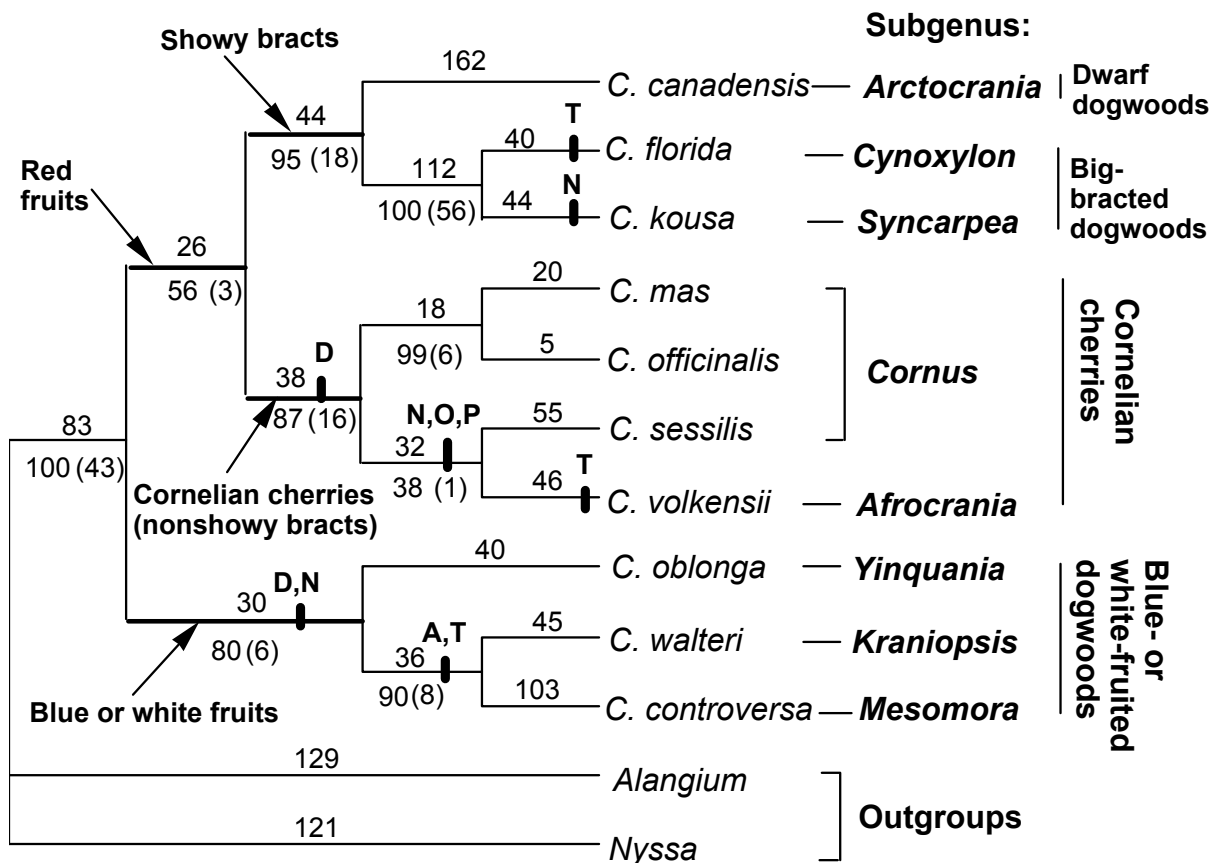 Subgenus:
Showy bracts
162
C. canadensis
Arctocrania
Dwarf
dogwoods
44
95 (18)
T
40
C. florida
Cynoxylon
Big-
bracted
dogwoods
112
100 (56)
N
44
C. kousa
Syncarpea
Red
fruits
26
56 (3)
20
C. mas
18
99(6)
5
C. officinalis
Cornus
Cornelian
cherries
D
38
87 (16)
N,O,P
32
38 (1)
55
C. sessilis
T
46
C. volkensii
Afrocrania
83
100 (43)
Cornelian cherries
(nonshowy bracts)
40
C. oblonga
Yinquania
Blue- or
white-fruited
dogwoods
D,N
30
80 (6)
A,T
36
90(8)
45
C. walteri
Kraniopsis
103
C. controversa
Mesomora
Blue or white fruits
129
Alangium
Outgroups
121
Nyssa